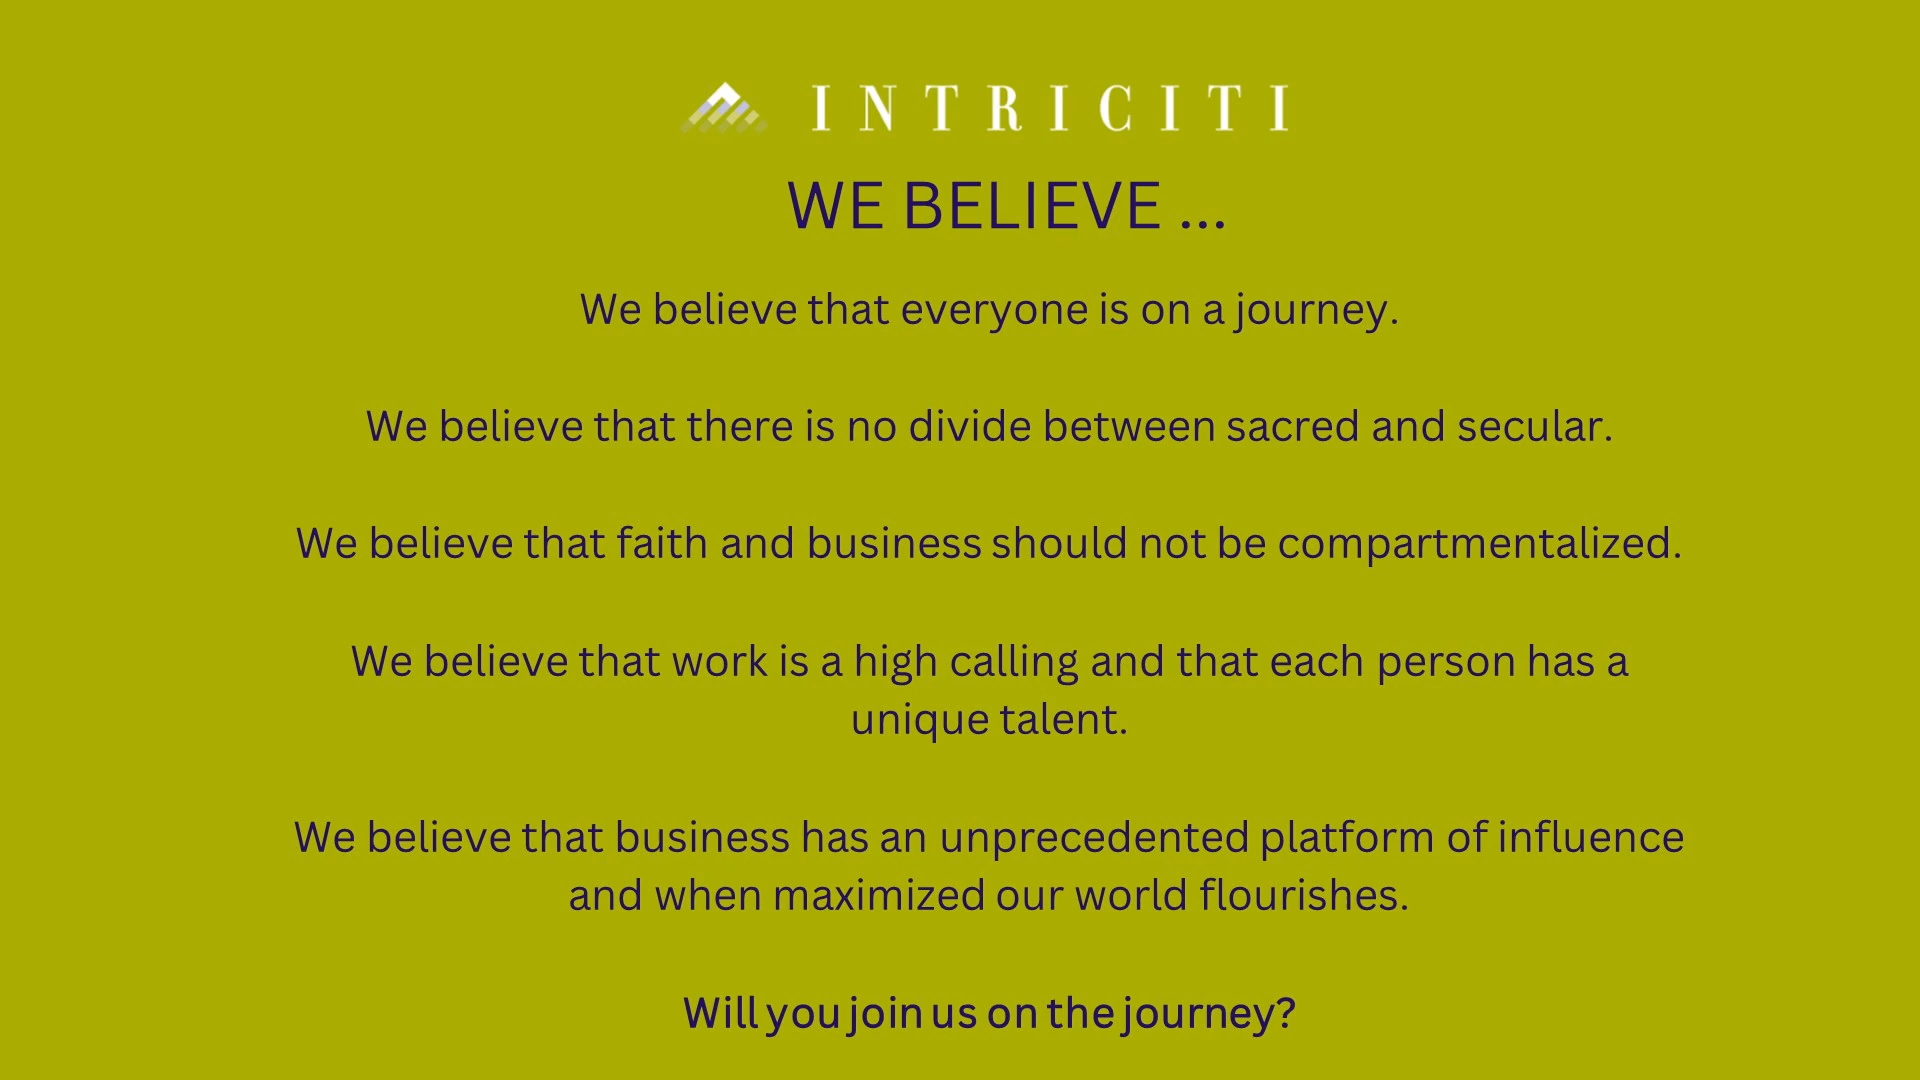 INTRICITI
WE BELIEVE ...
We believe that everyone is on a journey.
We believe that there is no divide between sacred and secular.
We believe that faith and business should not be compartmentalized.
We believe that work is a high calling and that each person has a
unique talent.
We believe that business has an unprecedented platform of influence
and when maximized our world flourishes.
Will you join us on the journey?